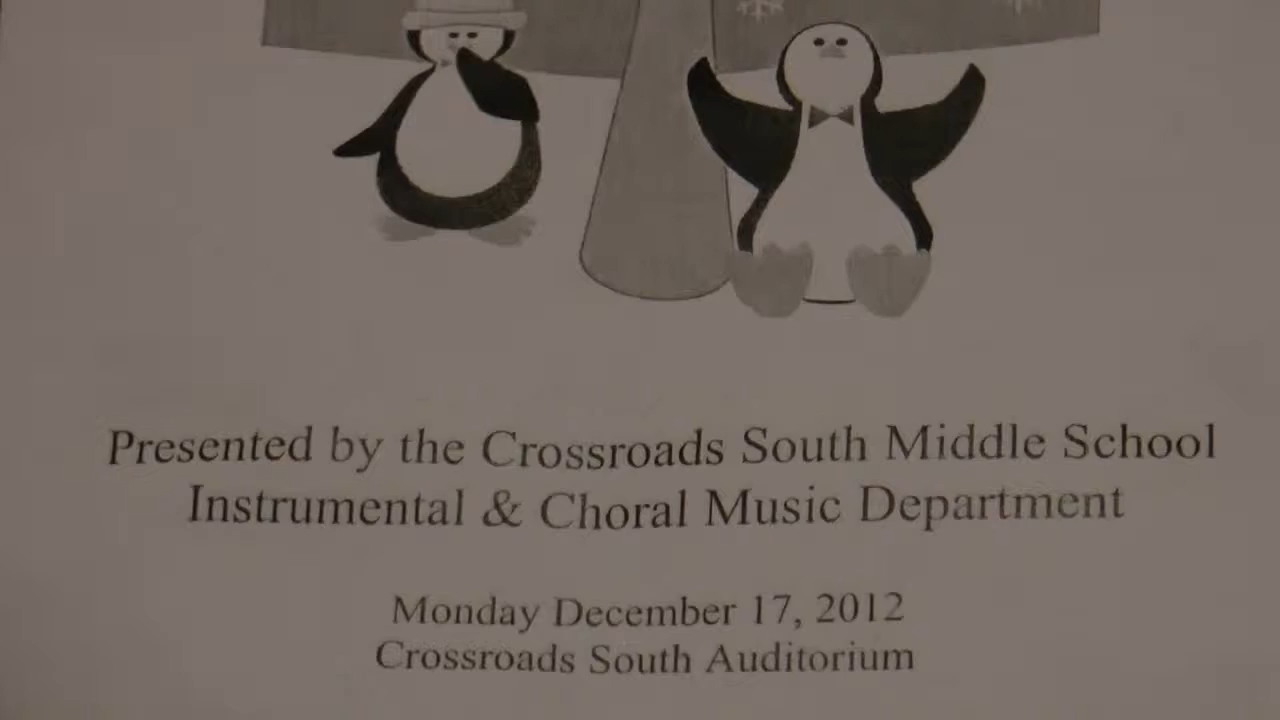 Presented by the Crossroads South Middle School
Instrumental & Choral Music Department
Monday December 17, 2012
Crossroads South Auditorium